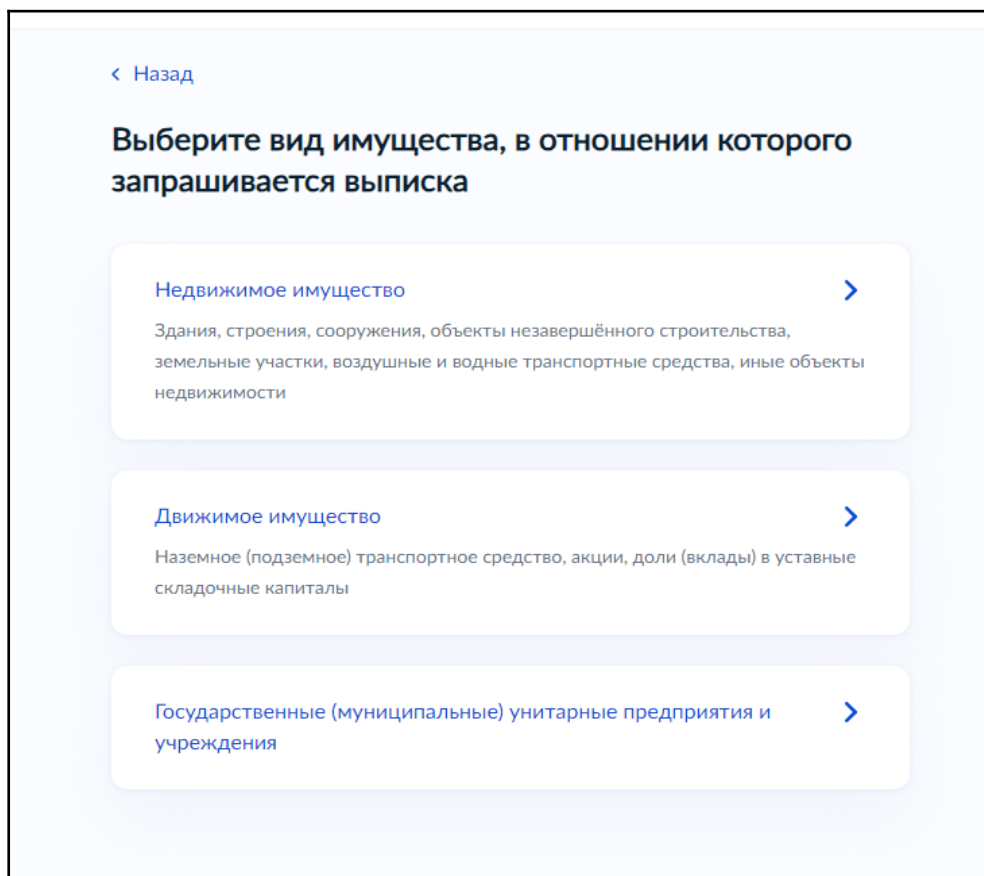 Назад
Выберите вид имущества, в отношении которого
запрашивается выписка
Недвижимое имущество
Здания, строения, сооружения, объекты незавершённого строительства,
земельные участки, воздушные и водные транспортные средства, иные объекты
недвижимости
Движимое имущество
Наземное (подземное) транспортное средство, акции, доли (вклады) в уставные
складочные капиталы
Государственные (муниципальные) унитарные предприятия и
учреждения